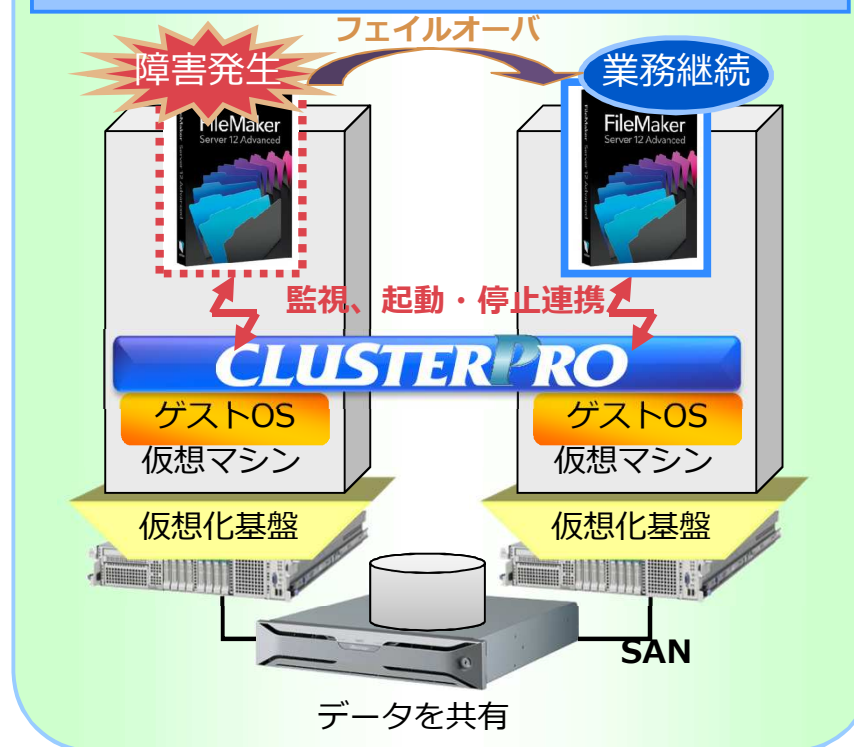 フェイルオーバ
障害発生
業務継続
FileMaker
Server 12 Advanced
FileMaker
Server 12 Advanced
監視、起動・停止連携
CLUSTERPRO
ゲストOS
ゲストOS
仮想マシン
仮想マシン
仮想化基盤
仮想化基盤
SAN
データを共有